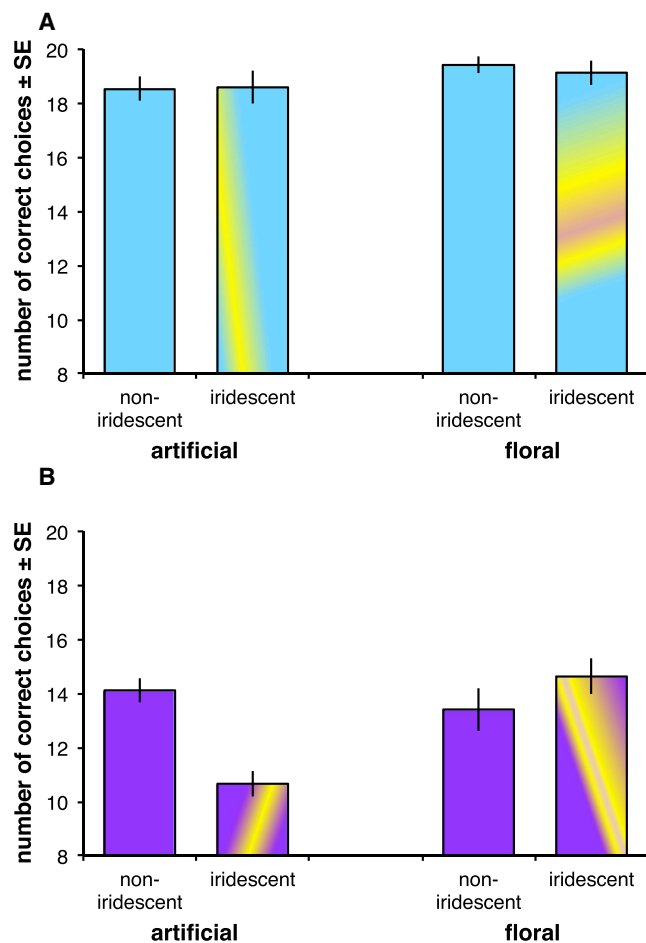 A
number of correct choices ± SE
20
18
16
14
12
10
8
non-
iridescent
iridescent
non-
iridescent
iridescent
artificial
floral
B
number of correct choices ± SE
20
18
16
14
12
10
8
non-
iridescent
iridescent
non-
iridescent
iridescent
artificial
floral